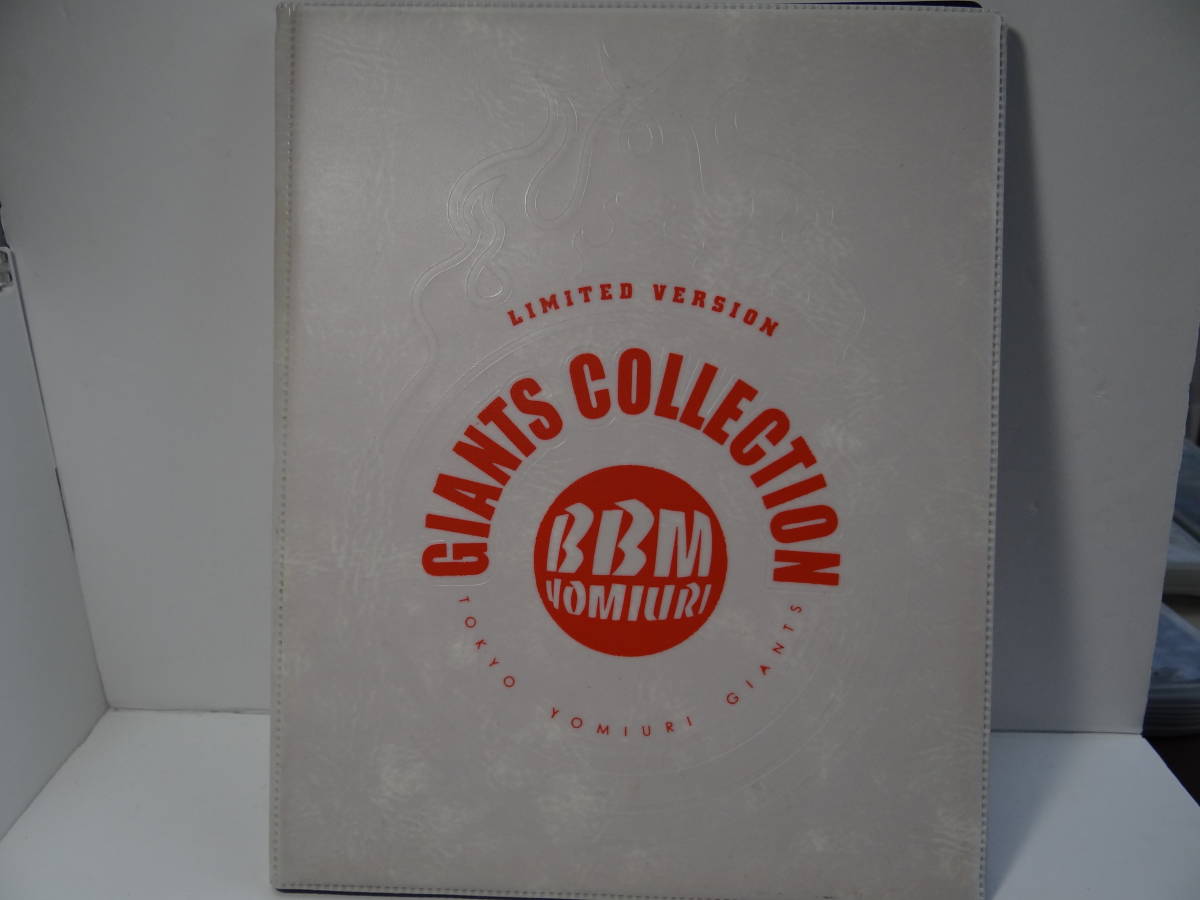 LIMITED VERSION
GIANTS COLLECTION
BBM
YOMIURI
TOKYO YOMIURI GIANTS